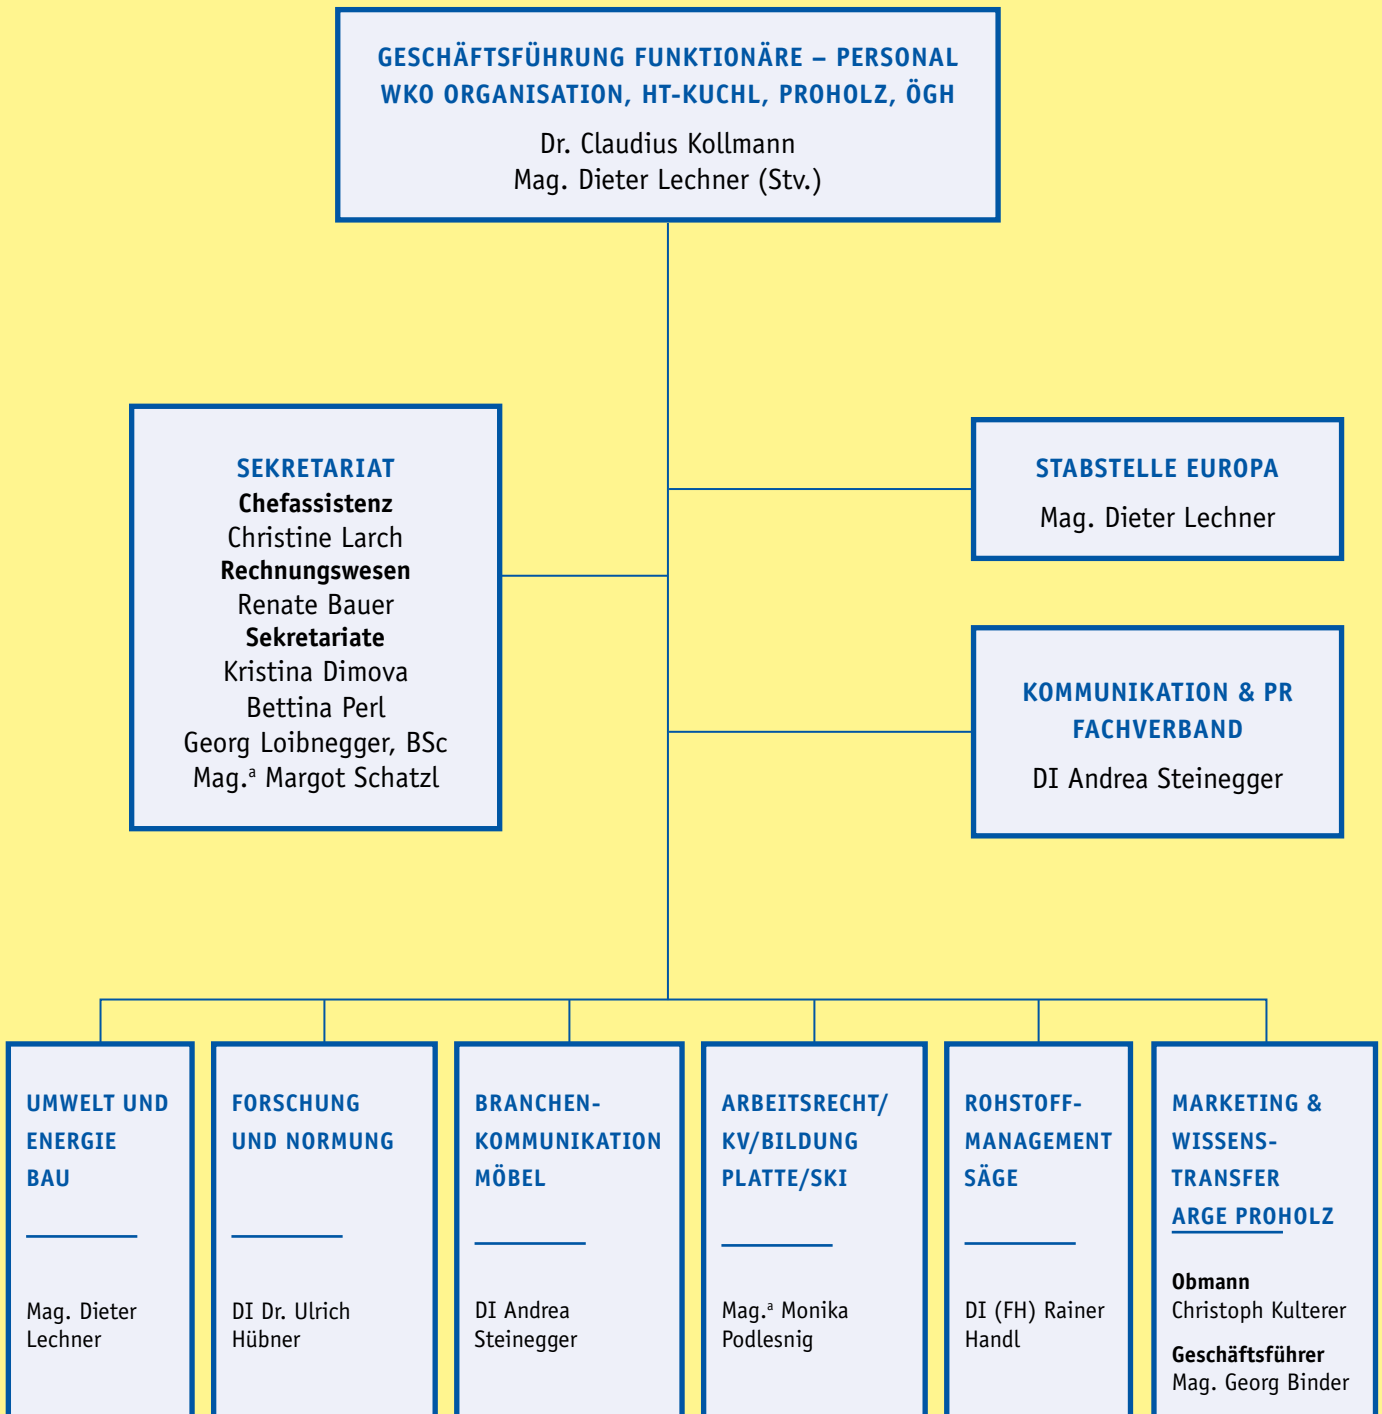 GESCHÄFTSFÜHRUNG FUNKTIONÄRE – PERSONAL
WKO ORGANISATION, HT-KUCHL, PROHOLZ, ÖGH
Dr. Claudius Kollmann
Mag. Dieter Lechner (Stv.)
SEKRETARIAT
Chefassistenz
Christine Larch
Rechnungswesen
Renate Bauer
Sekretariate
Kristina Dimova
Bettina Perl
Georg Loibnegger, BSc
Mag.ª Margot Schatzl
STABSTELLE EUROPA
Mag. Dieter Lechner
KOMMUNIKATION & PR
FACHVERBAND
DI Andrea Steinegger
UMWELT UND
ENERGIE
BAU
Mag. Dieter
Lechner
FORSCHUNG
UND NORMUNG
DI Dr. Ulrich
Hübner
BRANCHEN-
KOMMUNIKATION
MÖBEL
DI Andrea
Steinegger
ARBEITSRECHT/
KV/BILDUNG
PLATTE/SKI
Mag.ª Monika
Podlesnig
ROHSTOFF-
MANAGEMENT
SÄGE
DI (FH) Rainer
Handl
MARKETING &
WISSENS-
TRANSFER
ARGE PROHOLZ
Obmann
Christoph Kulterer
Geschäftsführer
Mag. Georg Binder